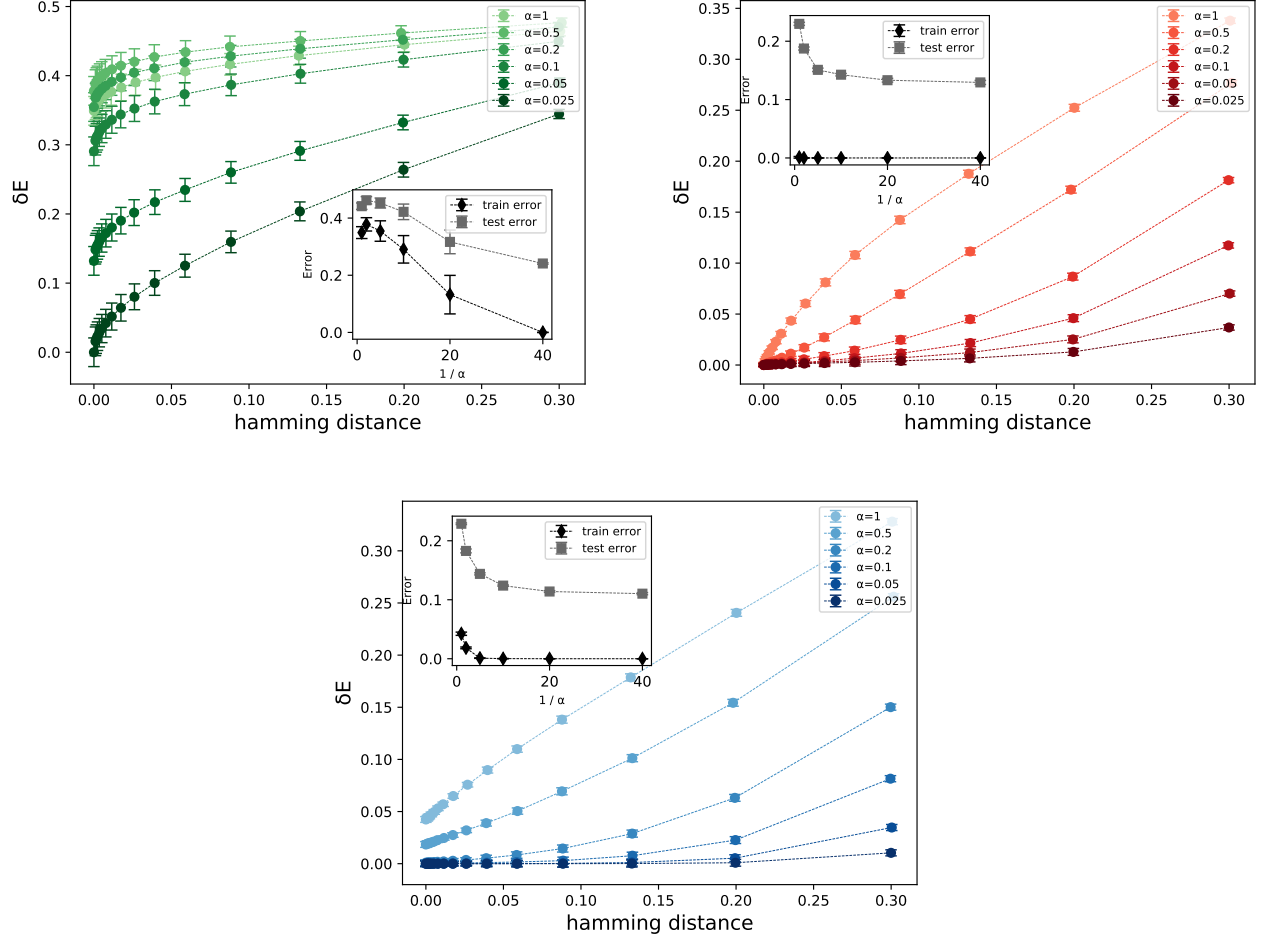 0.5
0.4
0.3
0.2
0.1
0.0
δE
0.00
0.05
0.10
0.15
0.20
0.25
0.30
hamming distance
α=1
α=0.5
α=0.2
α=0.1
α=0.05
α=0.025
0.4
0.2
0.0
Error
0
20
40
1 / α
train error
test error
0.35
0.30
0.25
0.20
0.15
0.10
0.05
0.00
δE
0.00
0.05
0.10
0.15
0.20
0.25
0.30
hamming distance
α=1
α=0.5
α=0.2
α=0.1
α=0.05
α=0.025
0.2
0.1
0.0
Error
0
20
40
1 / α
train error
test error
0.30
0.25
0.20
0.15
0.10
0.05
0.00
δE
0.00
0.05
0.10
0.15
0.20
0.25
0.30
hamming distance
α=1
α=0.5
α=0.2
α=0.1
α=0.05
α=0.025
0.2
0.1
0.0
Error
0
20
40
1 / α
train error
test error